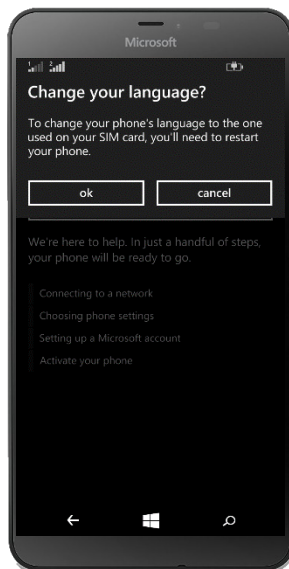 Microsoft
1 2
Change your language?
To change your phone's language to the one
used on your SIM card, you'll need to restart
your phone.
ok cancel
We're here to help. In just a handful of steps,
your phone will be ready to go.
Connecting to a network
Choosing phone settings
Setting up a Microsoft account
Activate your phone